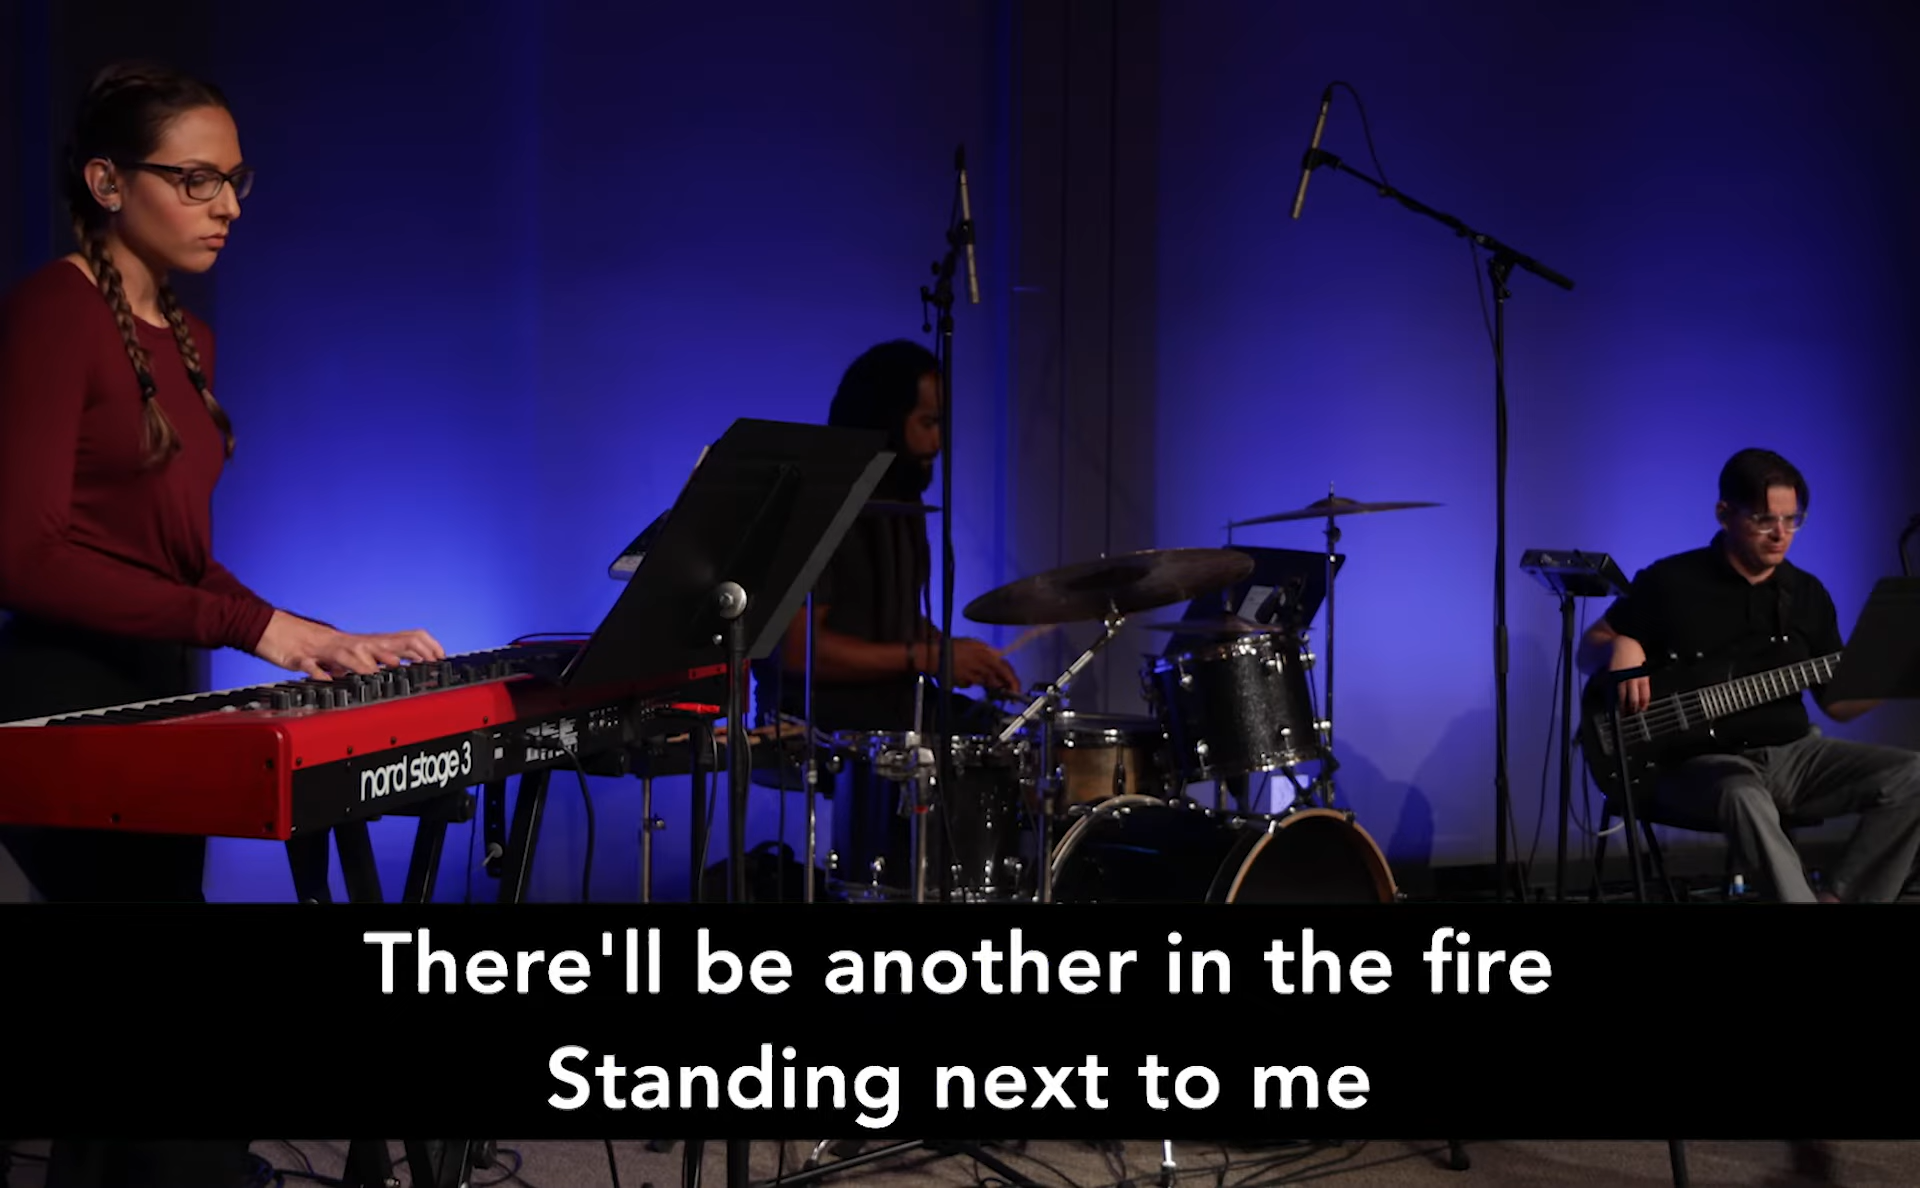 nord stage 3
There'll be another in the fire
Standing next to me